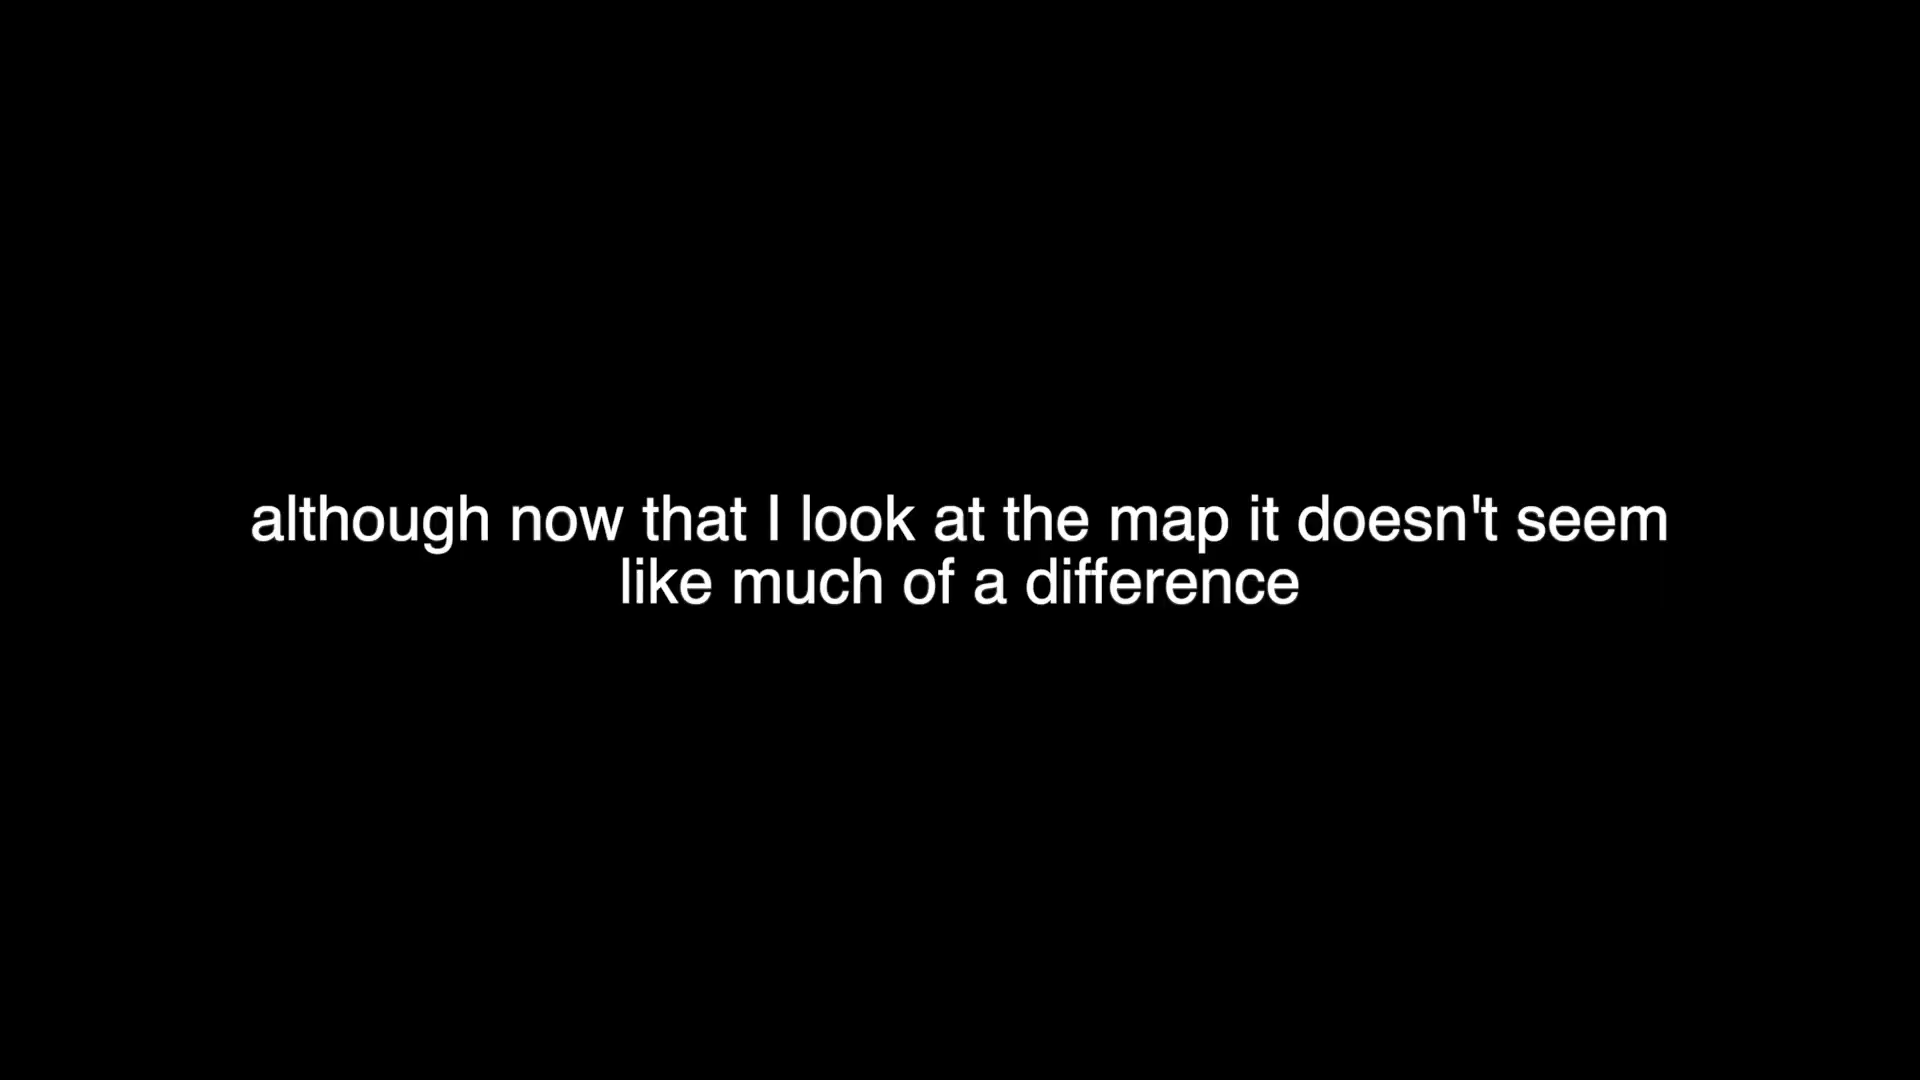 although now that I look at the map it doesn't seem
like much of a difference